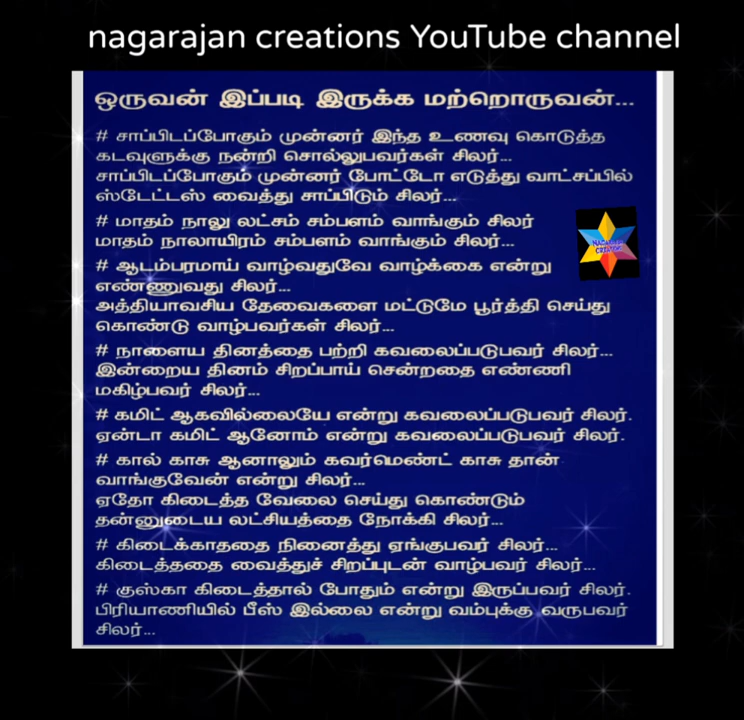 nagarajan creations YouTube channel
ஒருவன் இப்படி இருக்க மற்றொருவன்...
# சாப்பிடப்போகும் முன்னர் இந்த உணவு கொடுத்த
கடவுளுக்கு நன்றி சொல்லுபவர்கள் சிலர்...
சாப்பிடப்போகும் முன்னர் போட்டோ எடுத்து வாட்சப்பில்
ஸ்டேட்டஸ் வைத்து சாப்பிடும் சிலர்...
# மாதம் நாலு லட்சம் சம்பளம் வாங்கும் சிலர்
மாதம் நாலாயிரம் சம்பளம் வாங்கும் சிலர்...
NAGARAJAN
CREATIONS
# ஆடம்பரமாய் வாழ்வதுவே வாழ்க்கை என்று
எண்ணுவது சிலர்...
அத்தியாவசிய தேவைகளை மட்டுமே பூர்த்தி செய்து
கொண்டு வாழ்பவர்கள் சிலர்...
# நாளைய தினத்தை பற்றி கவலைப்படுபவர் சிலர்...
இன்றைய தினம் சிறப்பாய் சென்றதை எண்ணி
மகிழ்பவர் சிலர்...
# கமிட் ஆகவில்லையே என்று கவலைப்படுபவர் சிலர்.
ஏன்டா கமிட் ஆனோம் என்று கவலைப்படுபவர் சிலர்.
# கால் காசு ஆனாலும் கவர்மெண்ட் காசு தான்
வாங்குவேன் என்று சிலர்...
ஏதோ கிடைத்த வேலை செய்து கொண்டும்
தன்னுடைய லட்சியத்தை நோக்கி சிலர்...
# கிடைக்காததை நினைத்து ஏங்குபவர் சிலர்...
கிடைத்ததை வைத்துச் சிறப்புடன் வாழ்பவர் சிலர்...
# குஸ்கா கிடைத்தால் போதும் என்று இருப்பவர் சிலர்.
பிரியாணியில் பீஸ் இல்லை என்று வம்புக்கு வருபவர்
சிலர்...